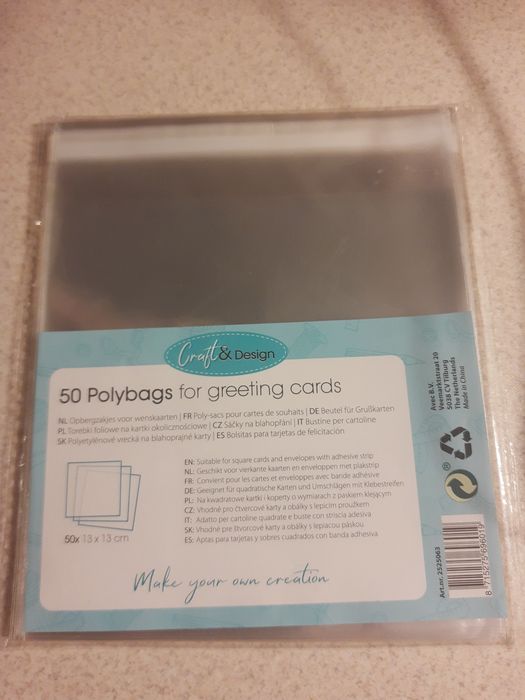 Craft & Design
50 Polybags for greeting cards
NL Opbergzakjes voor wenskaarten | FR Poly-sacs pour cartes de souhaits | DE Beutel für Grußkarten
PL Torebki foliowe na kartki okolicznościowe | CZ Sáčky na blahopřání | IT Bustine per cartoline
SK Polyetylénové vrecká na blahoprajné karty | ES Bolsitas para tarjetas de felicitación
50x 13 x 13 cm
EN: Suitable for square cards and envelopes with adhesive strip
NL: Geschikt voor vierkante kaarten en enveloppen met plakstrip
FR: Convient pour les cartes et enveloppes avec bande adhésive
DE: Geeignet für quadratische Karten und Umschlägen mit Klebestreifen
PL: Na kwadratowe kartki i koperty o wymiarach z paskiem klejącym
CZ: Vhodné pro čtvercové karty a obálky s lepicím proužkem
IT: Adatto per cartoline quadrate e buste con striscia adesiva
SK: Vhodné pre štvorcové karty a obálky s lepiacou páskou
ES: Aptas para tarjetas y sobres cuadrados con banda adhesiva
Make your own creation
Avec B.V.
Veemarktstraat 20
5038 CV Tilburg
The Netherlands
Made in China
®
Art.nr. 2525063
8 715275 696019